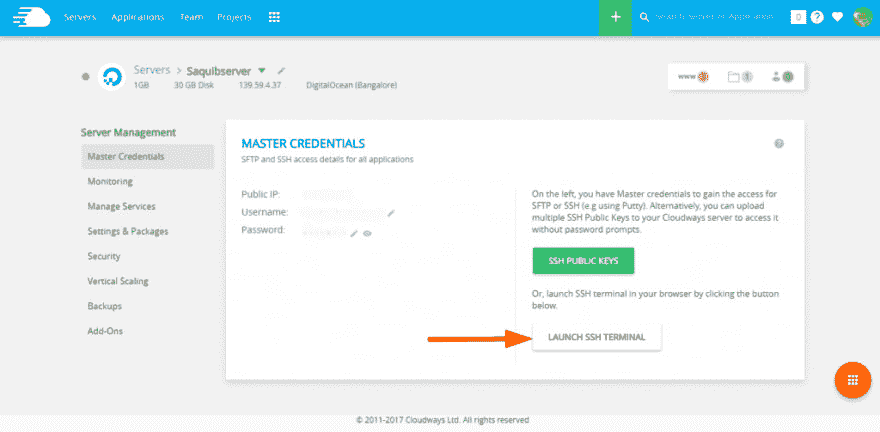 Servers Applications Team Projects
Search Server or Application
0
Servers > Saquibserver
1GB 30 GB Disk 139.59.4.37 DigitalOcean (Bangalore)
www
Server Management
Master Credentials
Monitoring
Manage Services
Settings & Packages
Security
Vertical Scaling
Backups
Add-Ons
MASTER CREDENTIALS
SFTP and SSH access details for all applications
Public IP:
Username:
Password:
On the left, you have Master credentials to gain the access for
SFTP or SSH (e.g using Putty). Alternatively, you can upload
multiple SSH Public Keys to your Cloudways server to access it
without password prompts.
SSH PUBLIC KEYS
Or, launch SSH terminal in your browser by clicking the button
below.
LAUNCH SSH TERMINAL
© 2011-2017 Cloudways Ltd. All rights reserved